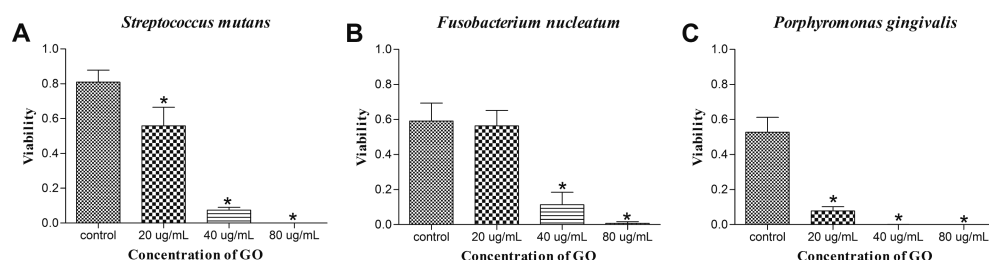 A
Streptococcus mutans
Viability
1.0
0.8
0.6
0.4
0.2
0.0
*
*
*
control
20 ug/mL
40 ug/mL
80 ug/mL
Concentration of GO
B
Fusobacterium nucleatum
Viability
1.0
0.8
0.6
0.4
0.2
0.0
*
*
control
20 ug/mL
40 ug/mL
80 ug/mL
Concentration of GO
C
Porphyromonas gingivalis
Viability
1.0
0.8
0.6
0.4
0.2
0.0
*
*
*
control
20 ug/mL
40 ug/mL
80 ug/mL
Concentration of GO